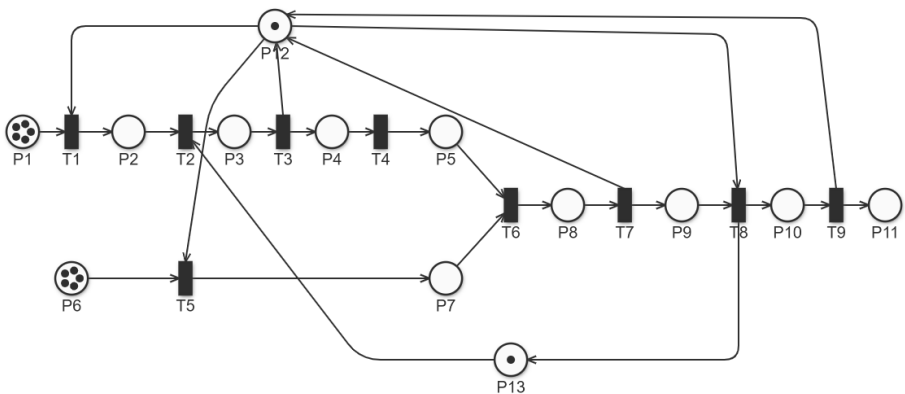 P12
P1 T1 P2 T2 P3 T3 P4 T4 P5
T6 P8 T7 P9 T8 P10 T9 P11
P6 T5 P7
P13